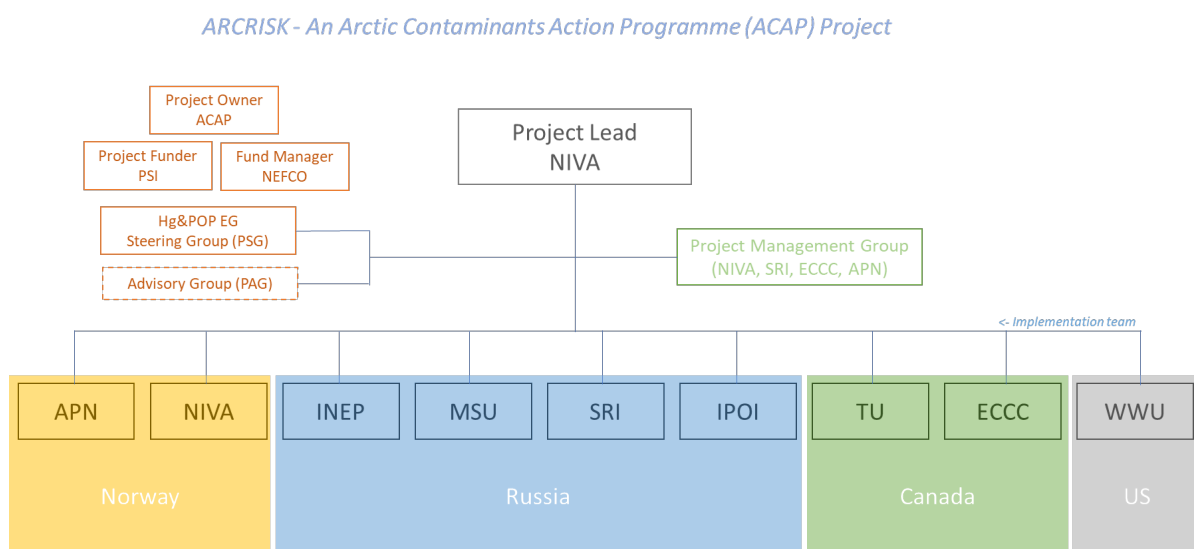 ARCRISK - An Arctic Contaminants Action Programme (ACAP) Project
Project Owner
ACAP
Project Funder
PSI
Fund Manager
NEFCO
Project Lead
NIVA
Hg&POP EG
Steering Group (PSG)
Advisory Group (PAG)
Project Management Group
(NIVA, SRI, ECCC, APN)
<- Implementation team
APN
NIVA
INEP
MSU
SRI
IPOI
TU
ECCC
WWU
Norway
Russia
Canada
US